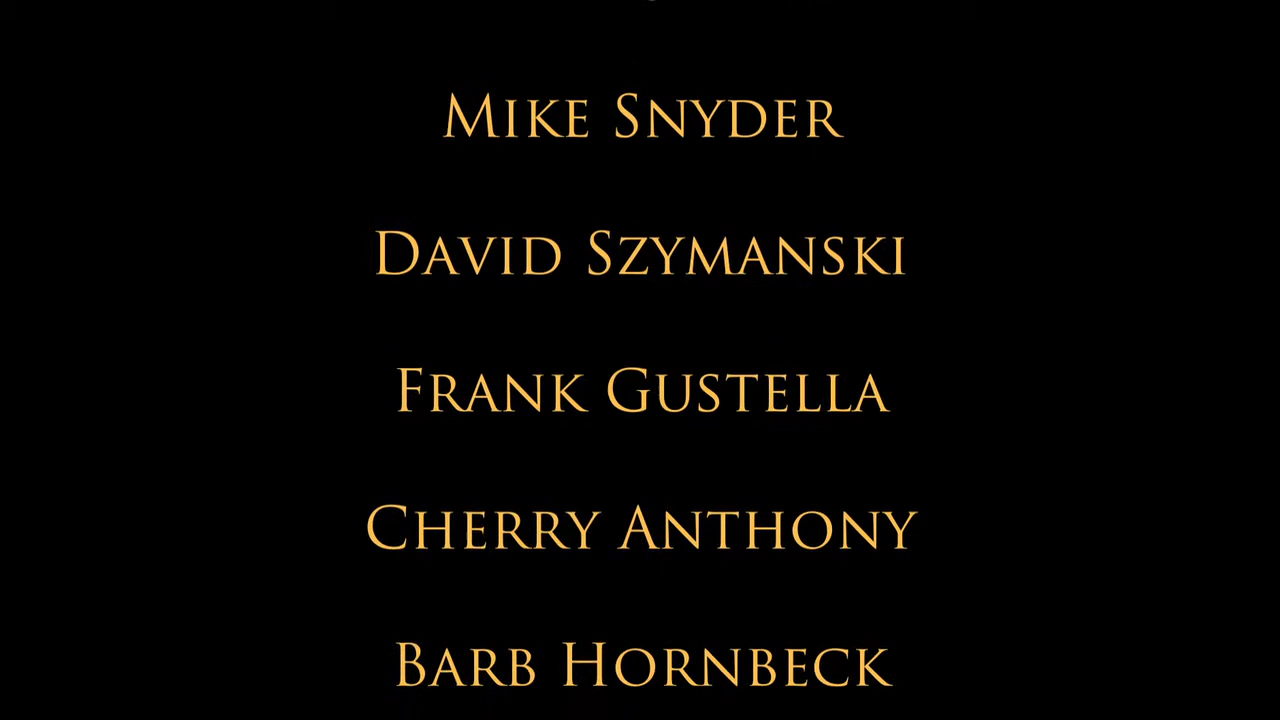 Mike Snyder
David Szymanski
Frank Gustella
Cherry Anthony
Barb Hornbeck